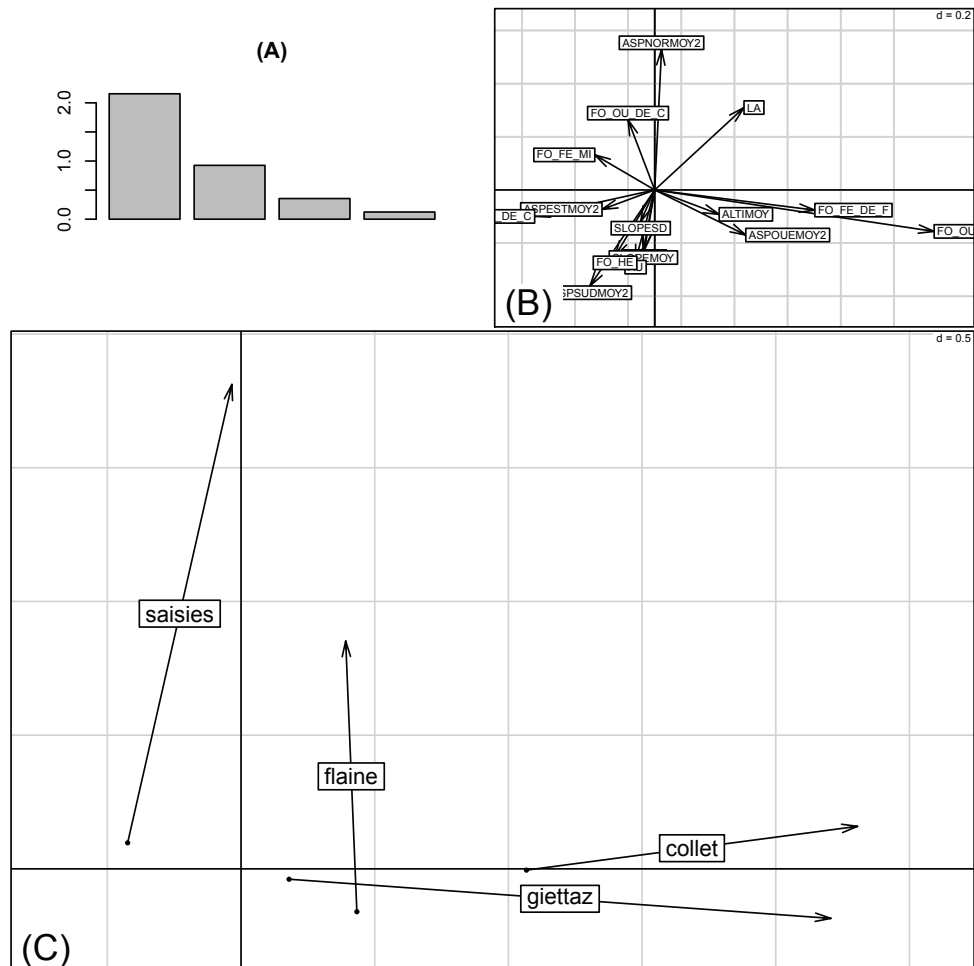 (A)
2.0
1.0
0.0
d = 0.2
ASPNORMOY2
LA
FO_OU_DE_C
FO_FE_MI
ASPESTMOY2
_DE_C
ALTIMOY
FO_FE_DE_F
SLOPESD
ASPOUEMOY2
FO_OU
FO_HE
SPSUDMOY2
(B)
d = 0.5
saisies
flaine
collet
giettaz
(C)